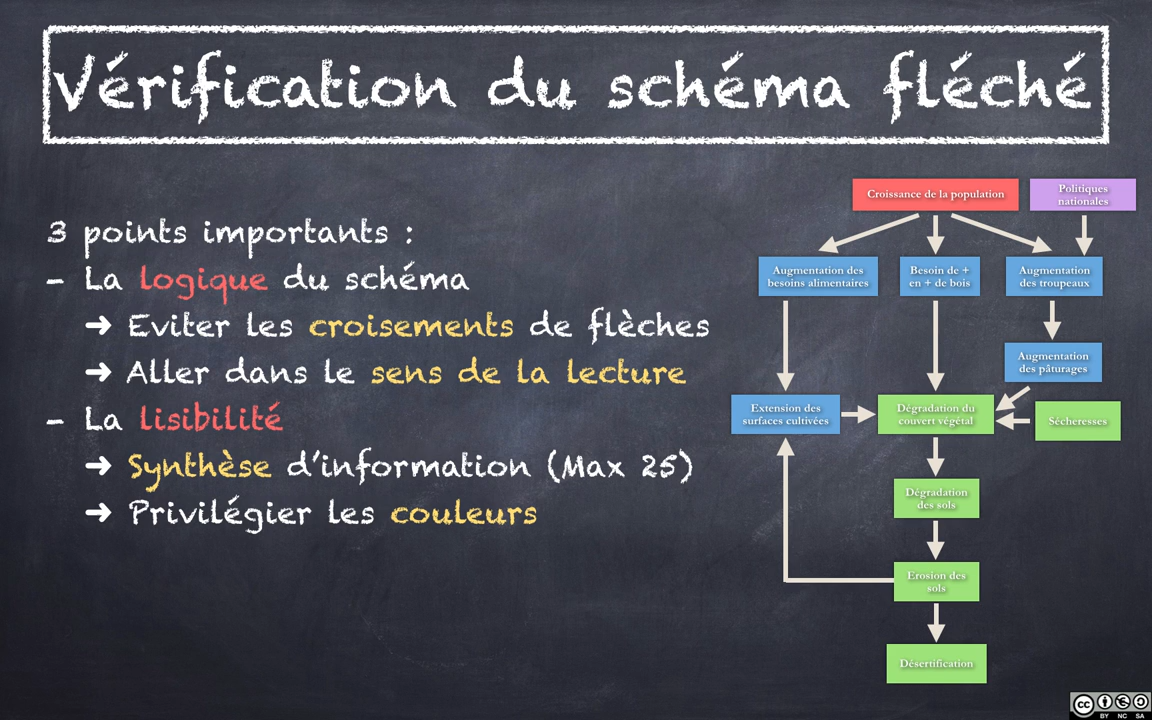 Vérification du schéma fléché
3 points importants :
- La logique du schéma
➜ Eviter les croisements de flèches
➜ Aller dans le sens de la lecture
- La lisibilité
➜ Synthèse d'information (Max 25)
➜ Privilégier les couleurs
Croissance de la population
Politiques
nationales
Augmentation des
besoins alimentaires
Besoin de +
en + de bois
Augmentation
des troupeaux
Augmentation
des pâturages
Extension des
surfaces cultivées
Dégradation du
couvert végétal
Sécheresses
Dégradation
des sols
Erosion des
sols
Désertification
cc
BY NC SA